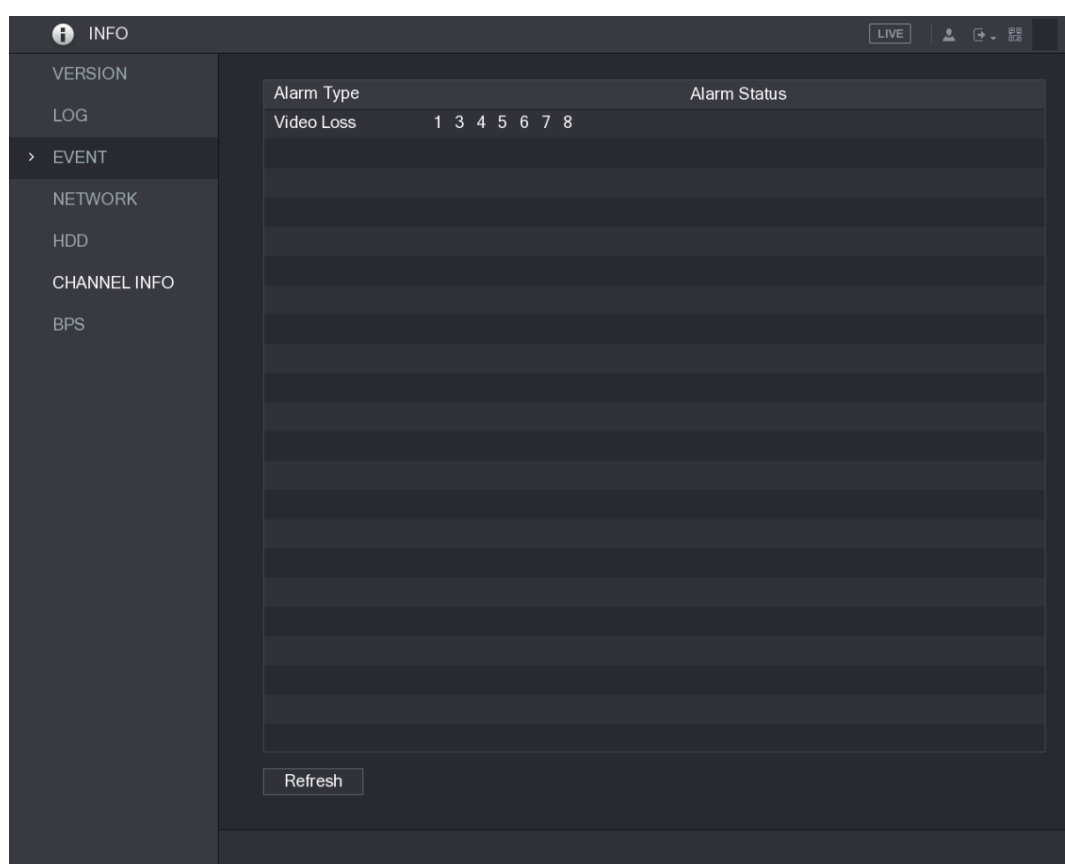 INFO LIVE
VERSION
LOG
> EVENT
NETWORK
HDD
CHANNEL INFO
BPS
Alarm Type Alarm Status
Video Loss 1 3 4 5 6 7 8
Refresh